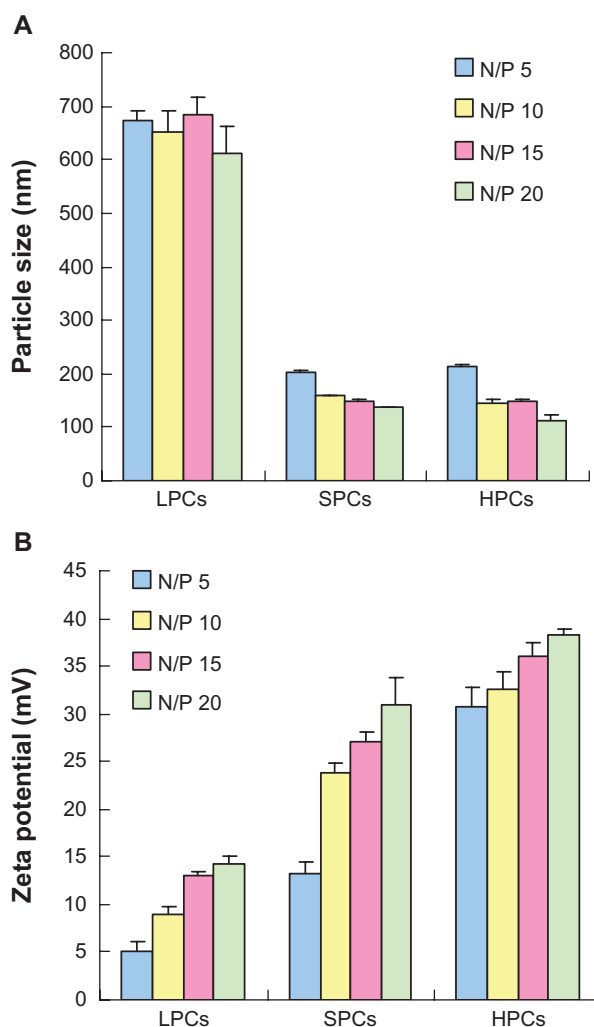 A
Particle size (nm)
800
700
600
500
400
300
200
100
0
N/P 5
N/P 10
N/P 15
N/P 20
LPCs SPCs HPCs
B
Zeta potential (mV)
45
40
35
30
25
20
15
10
5
0
N/P 5
N/P 10
N/P 15
N/P 20
LPCs SPCs HPCs